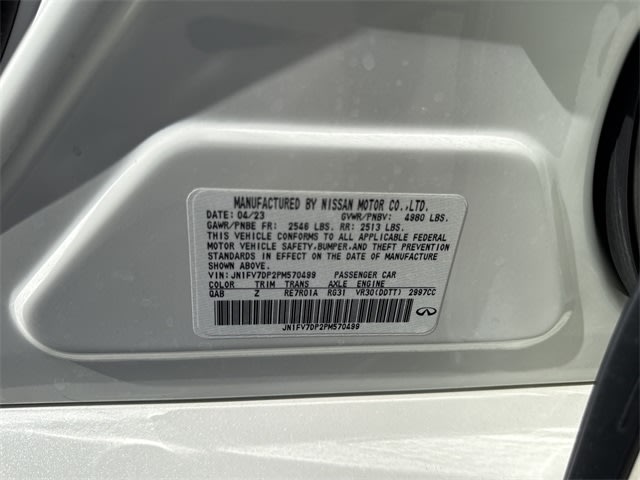 MANUFACTURED BY NISSAN MOTOR CO.,LTD.
DATE: 04/23 GVWR/PNBV: 4980 LBS.
GAWR/PNBE FR: 2546 LBS. RR: 2513 LBS.
THIS VEHICLE CONFORMS TO ALL APPLICABLE FEDERAL
MOTOR VEHICLE SAFETY,BUMPER,AND THEFT PREVENTION
STANDARDS IN EFFECT ON THE DATE OF MANUFACTURE
SHOWN ABOVE.
VIN: JN1FV7DP2PM570499 PASSENGER CAR
COLOR TRIM TRANS AXLE ENGINE
QAB Z RE7R01A RG31 VR30(DDTT) 2997CC
JN1FV7DP2PM570499
INFINITI